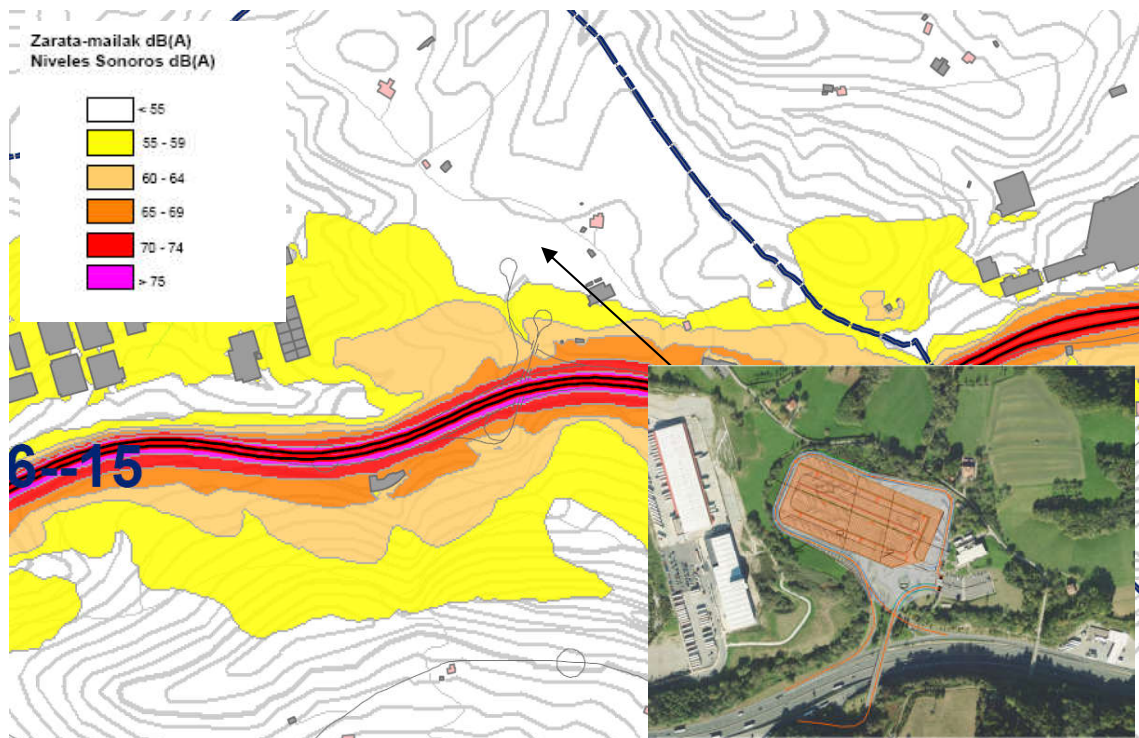 Zarata-mailak dB(A)
Niveles Sonoros dB(A)
< 55
55 - 59
60 - 64
65 - 69
70 - 74
> 75
6--15